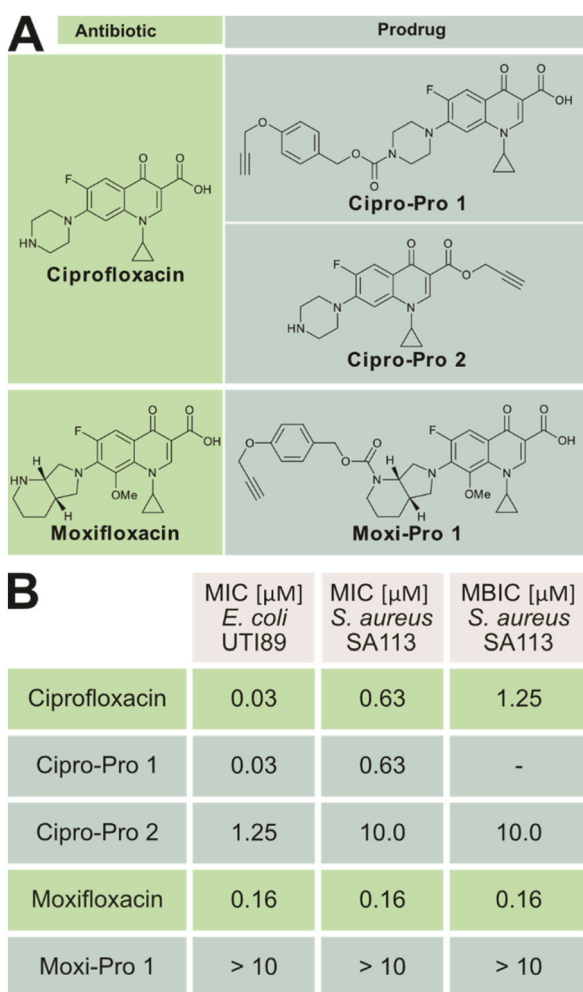 A
Antibiotic
Prodrug
Ciprofloxacin
F
O
O
OH
N
N
HN
Cipro-Pro 1
O
O
O
N
N
F
O
O
OH
N
Cipro-Pro 2
F
O
O
O
N
N
HN
Moxifloxacin
F
O
O
OH
H
HN
N
N
OMe
H
Moxi-Pro 1
O
O
O
H
N
N
F
O
O
OH
N
OMe
H
B
MIC [µM]
E. coli
UTI89
MIC [µM]
S. aureus
SA113
MBIC [µM]
S. aureus
SA113
Ciprofloxacin 0.03 0.63 1.25
Cipro-Pro 1 0.03 0.63 -
Cipro-Pro 2 1.25 10.0 10.0
Moxifloxacin 0.16 0.16 0.16
Moxi-Pro 1 > 10 > 10 > 10